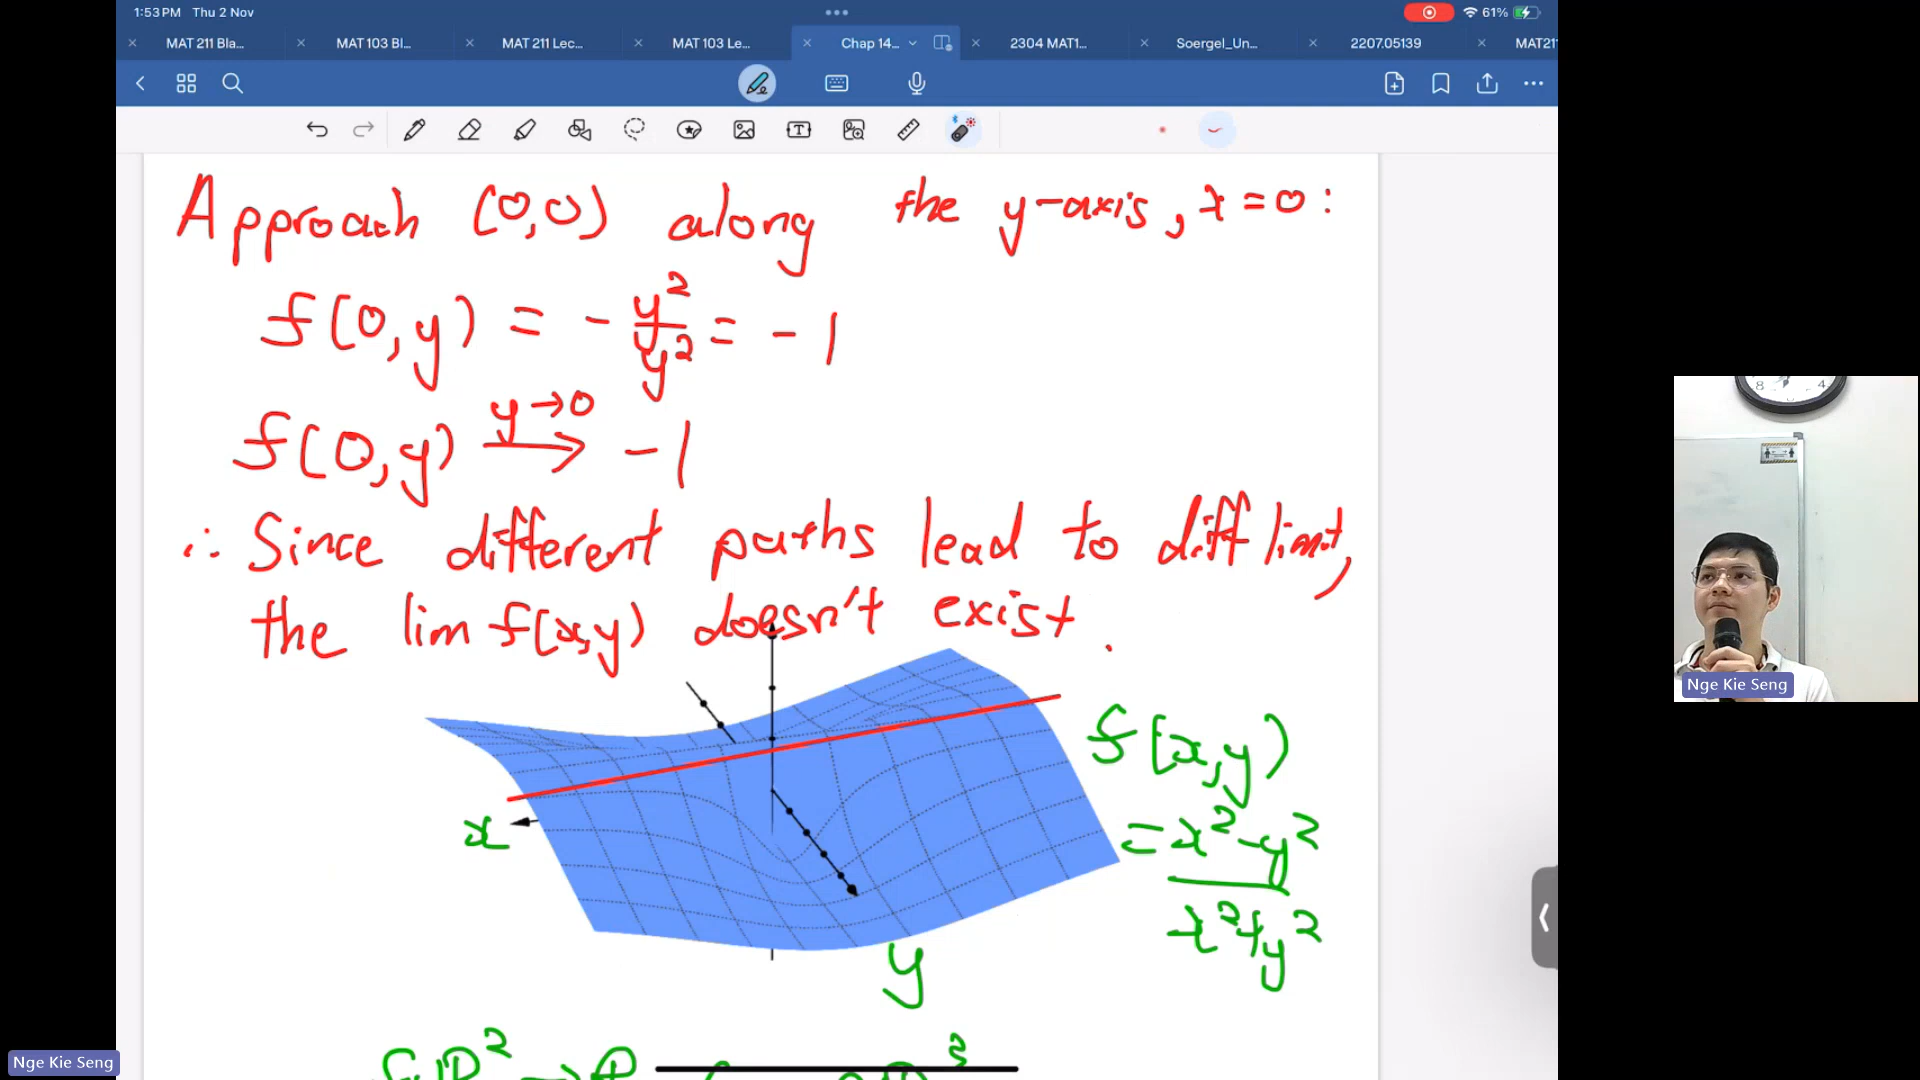 1:53 PM Thu 2 Nov
61%
MAT 211 Bla...
MAT 103 Bl...
MAT 211 Lec...
MAT 103 Le...
Chap 14...
2304 MAT1...
Soergel_Un...
2207.05139
MAT21
Approach (0,0) along the y-axis, x = 0 :
f(0,y) = - y²/y² = - 1
f(0,y) y→0 → - 1
∴ Since different paths lead to diff limit,
the lim f(x,y) doesn't exist .
f(x,y)
= x² - y²
x² + y²
x
y
8
4
Nge Kie Seng
Nge Kie Seng